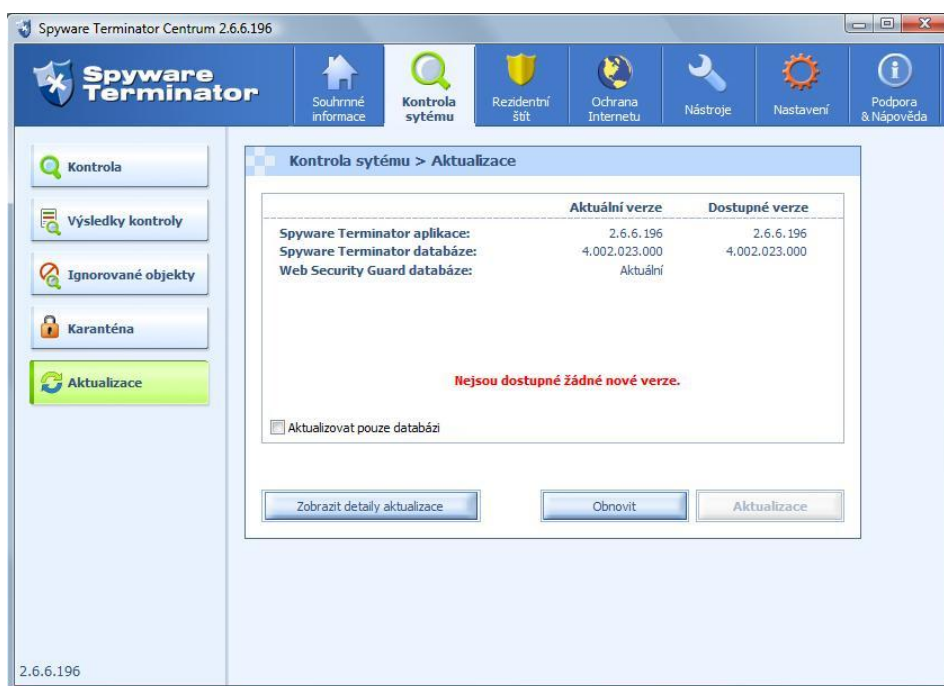 Spyware Terminator Centrum 2.6.6.196
Spyware
Terminator
Souhrnné
informace
Kontrola
sytému
Rezidentní
štít
Ochrana
Internetu
Nástroje
Nastavení
Podpora
& Nápověda
Kontrola
Výsledky kontroly
Ignorované objekty
Karanténa
Aktualizace
Kontrola sytému > Aktualizace
Aktuální verze Dostupné verze
Spyware Terminator aplikace: 2.6.6.196 2.6.6.196
Spyware Terminator databáze: 4.002.023.000 4.002.023.000
Web Security Guard databáze: Aktuální
Nejsou dostupné žádné nové verze.
Aktualizovat pouze databázi
Zobrazit detaily aktualizace Obnovit Aktualizace
2.6.6.196